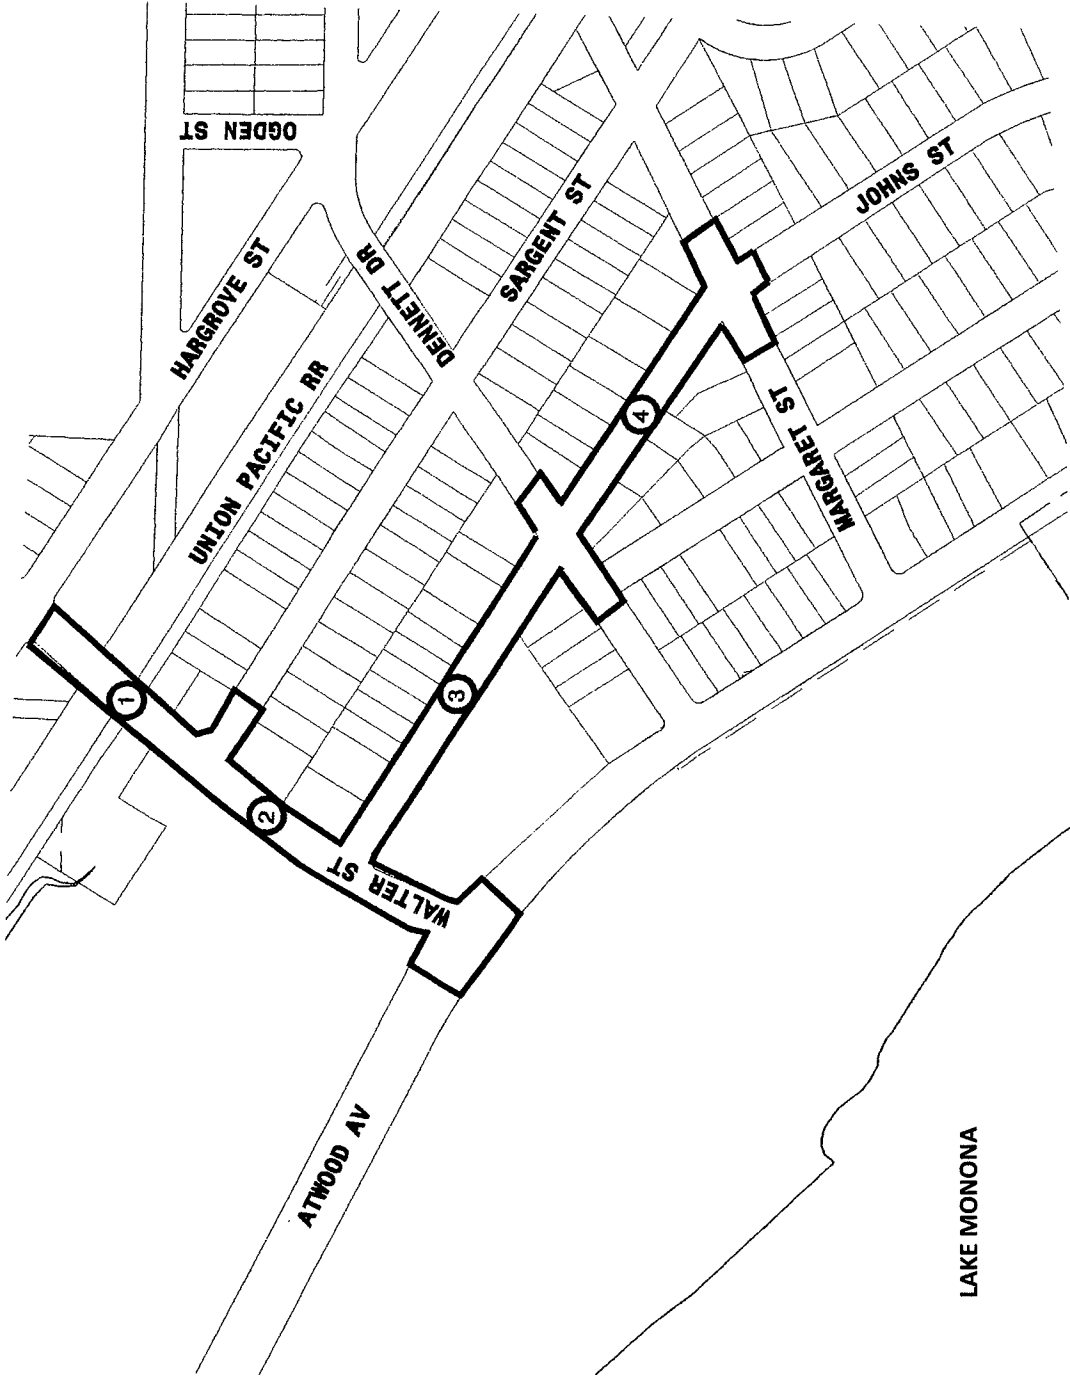 OGDEN ST
HARGROVE ST
UNION PACIFIC RR
DENNETT DR
SARGENT ST
JOHNS ST
MARGARET ST
WALTER ST
ATWOOD AV
LAKE MONONA
1
2
3
4